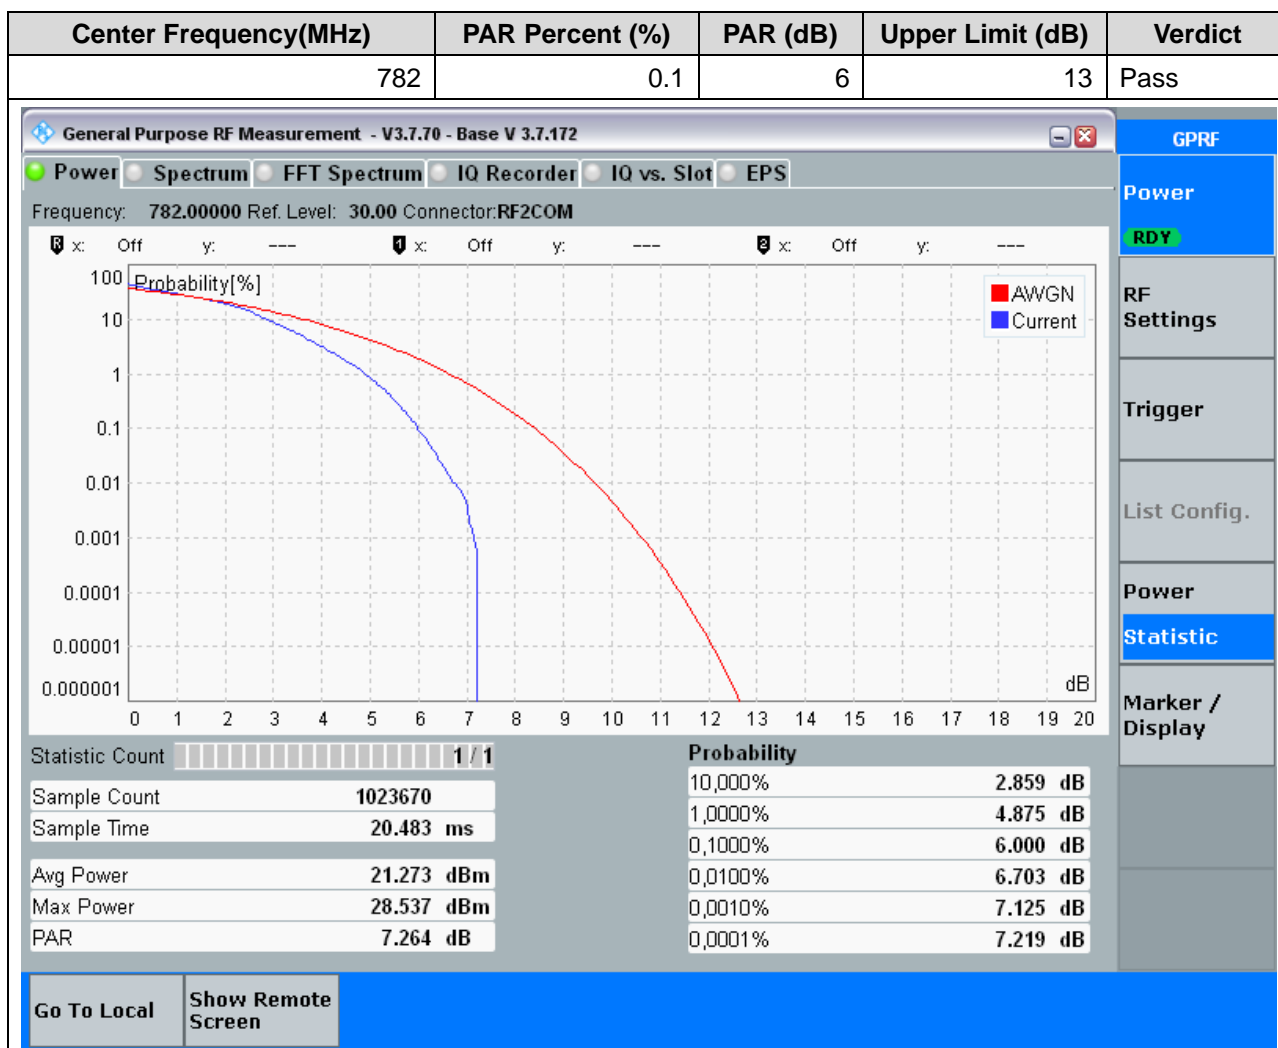 Center Frequency(MHz) PAR Percent (%) PAR (dB) Upper Limit (dB) Verdict
782 0.1 6 13 Pass
General Purpose RF Measurement - V3.7.70 - Base V 3.7.172
GPRF
Power Spectrum FFT Spectrum IQ Recorder IQ vs. Slot EPS
Frequency: 782.00000 Ref. Level: 30.00 Connector:RF2COM
R x: Off y: --- 1 x: Off y: --- 2 x: Off y: ---
Power
RDY
RF
Settings
Trigger
List Config.
Power
Statistic
Marker /
Display
100 Probability[%]
AWGN
Current
10
1
0.1
0.01
0.001
0.0001
0.00001
0.000001
dB
0 1 2 3 4 5 6 7 8 9 10 11 12 13 14 15 16 17 18 19 20
Statistic Count 1 / 1
Sample Count 1023670
Sample Time 20.483 ms
Avg Power 21.273 dBm
Max Power 28.537 dBm
PAR 7.264 dB
Probability
10,000% 2.859 dB
1,0000% 4.875 dB
0,1000% 6.000 dB
0,0100% 6.703 dB
0,0010% 7.125 dB
0,0001% 7.219 dB
Go To Local
Show Remote
Screen